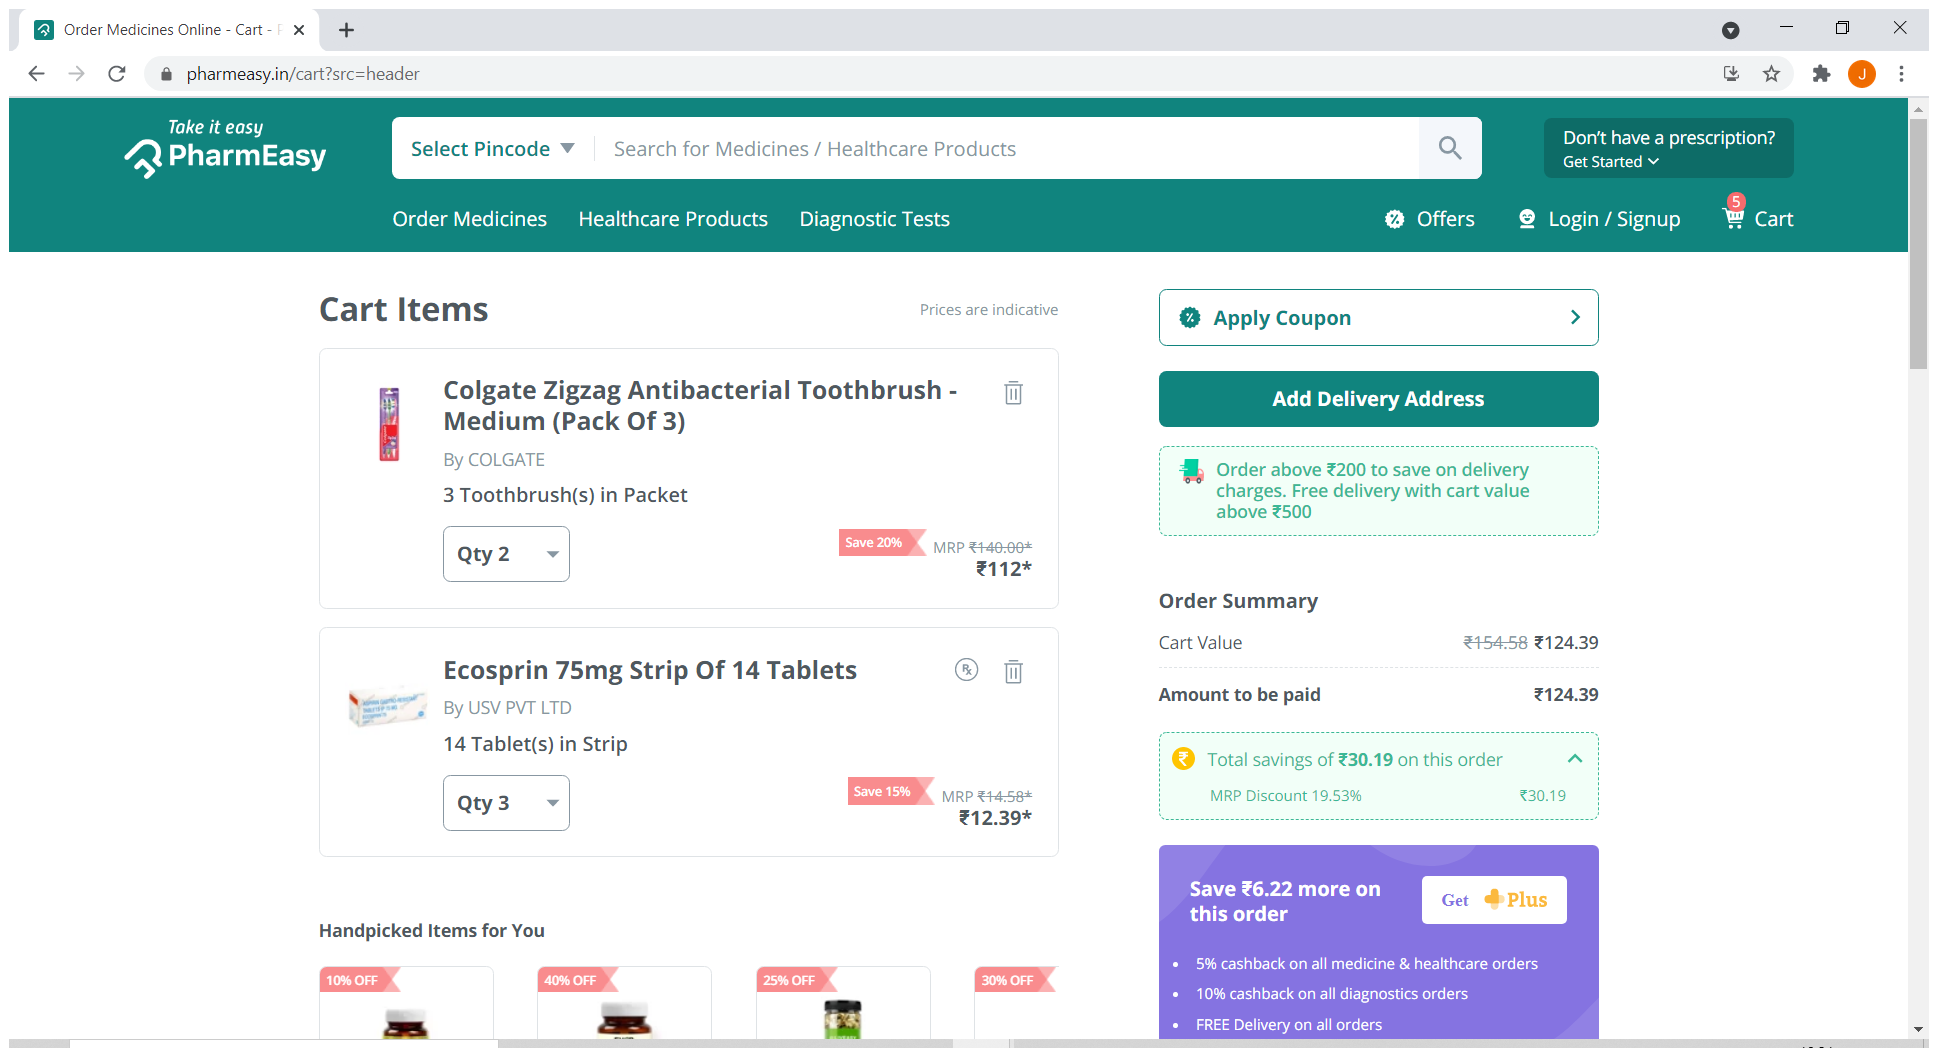 Order Medicines Online - Cart -
pharmeasy.in/cart?src=header
J
Take it easy
PharmEasy
Select Pincode
Search for Medicines / Healthcare Products
Don't have a prescription?
Get Started
Order Medicines
Healthcare Products
Diagnostic Tests
Offers
Login / Signup
5
Cart
Cart Items
Prices are indicative
Colgate Zigzag Antibacterial Toothbrush -
Medium (Pack Of 3)
By COLGATE
3 Toothbrush(s) in Packet
Qty 2
Save 20%
MRP ₹140.00*
₹112*
Ecosprin 75mg Strip Of 14 Tablets
By USV PVT LTD
14 Tablet(s) in Strip
Qty 3
Save 15%
MRP ₹14.58*
₹12.39*
Handpicked Items for You
10% OFF
40% OFF
25% OFF
30% OFF
Apply Coupon
Add Delivery Address
Order above ₹200 to save on delivery
charges. Free delivery with cart value
above ₹500
Order Summary
Cart Value ₹154.58 ₹124.39
Amount to be paid ₹124.39
Total savings of ₹30.19 on this order
MRP Discount 19.53% ₹30.19
Save ₹6.22 more on
this order
Get Plus
5% cashback on all medicine & healthcare orders
10% cashback on all diagnostics orders
FREE Delivery on all orders